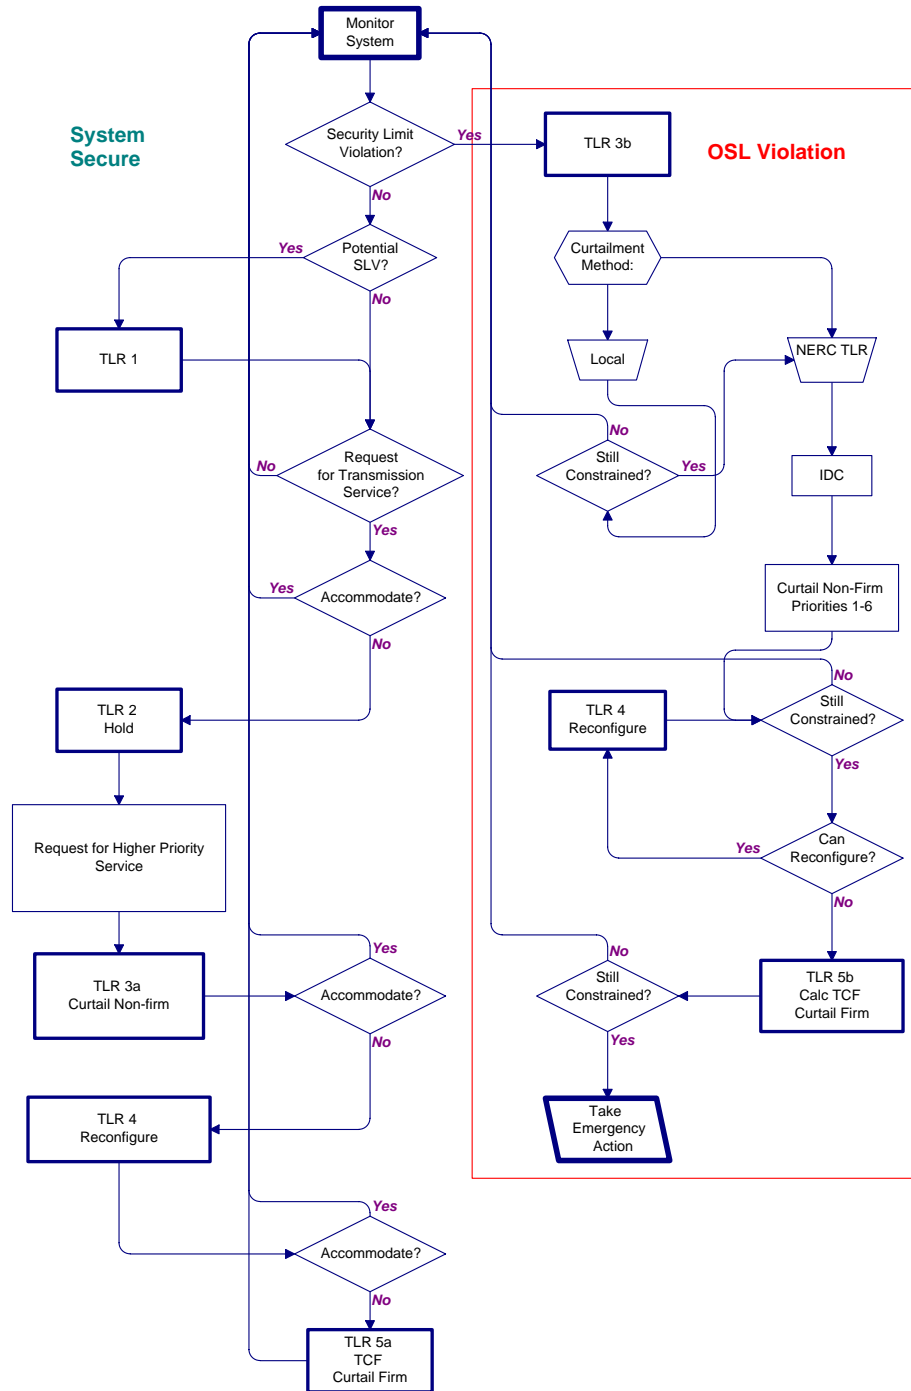 Monitor
System
System
Secure
Security Limit
Violation?
Yes
TLR 3b
OSL Violation
No
Yes
Potential
SLV?
Curtailment
Method:
No
TLR 1
Local
NERC TLR
No
Request
for Transmission
Service?
No
Still
Constrained?
Yes
IDC
Yes
Yes
Accommodate?
Curtail Non-Firm
Priorities 1-6
No
No
TLR 2
Hold
TLR 4
Reconfigure
Still
Constrained?
Yes
Request for Higher Priority
Service
Yes
Can
Reconfigure?
No
Yes
No
TLR 3a
Curtail Non-firm
Accommodate?
Still
Constrained?
TLR 5b
Calc TCF
Curtail Firm
No
Yes
TLR 4
Reconfigure
Take
Emergency
Action
Yes
Accommodate?
No
TLR 5a
TCF
Curtail Firm